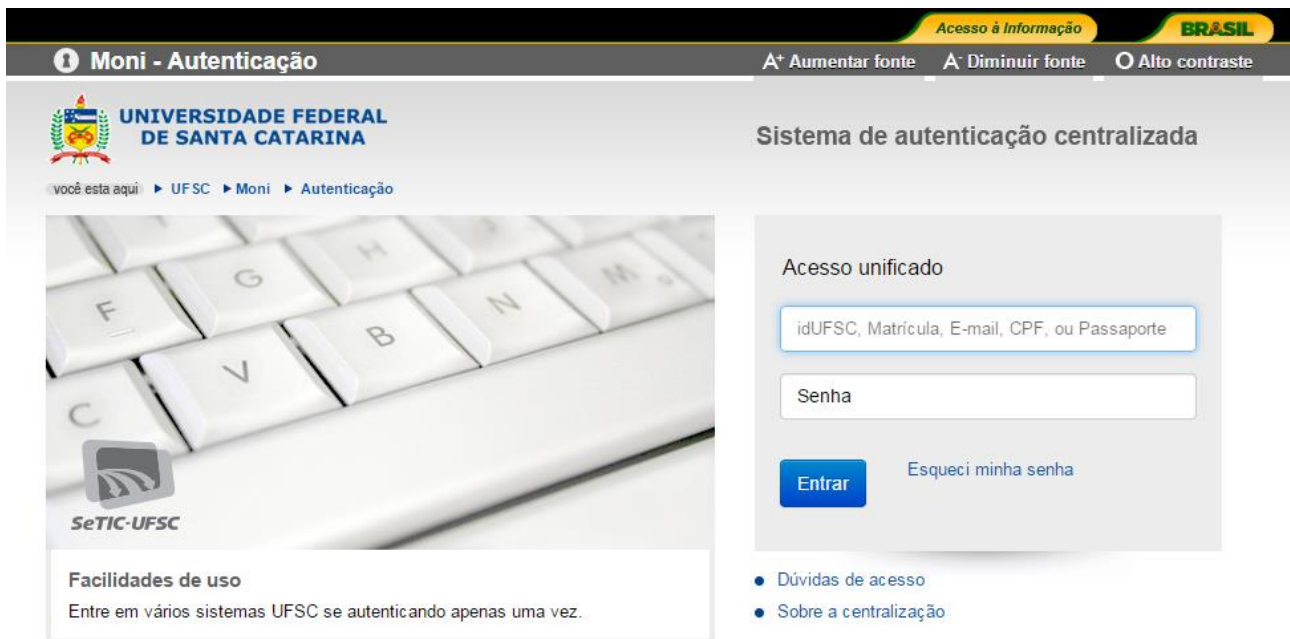 Acesso à Informação
BRASIL
Moni - Autenticação
A+ Aumentar fonte
A- Diminuir fonte
Alto contraste
UNIVERSIDADE FEDERAL
DE SANTA CATARINA
Sistema de autenticação centralizada
você esta aqui ▶ UFSC ▶ Moni ▶ Autenticação
G
H
M
F
B
N
V
C
SeTIC-UFSC
Acesso unificado
idUFSC, Matrícula, E-mail, CPF, ou Passaporte
Senha
Entrar
Esqueci minha senha
Facilidades de uso
Entre em vários sistemas UFSC se autenticando apenas uma vez.
Dúvidas de acesso
Sobre a centralização